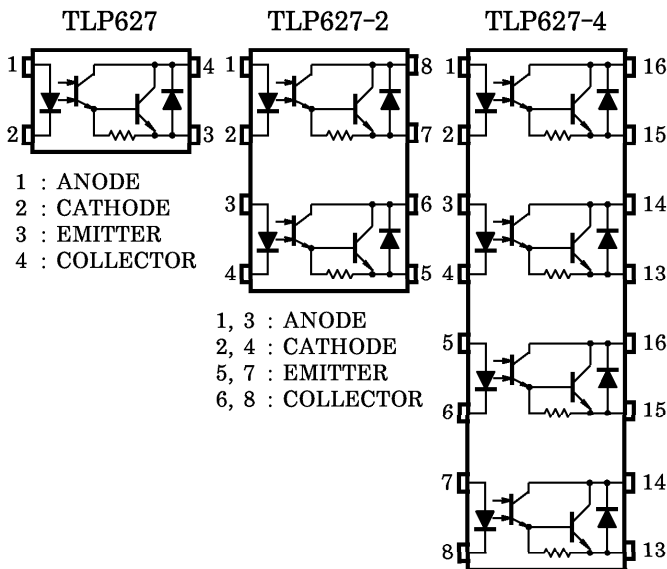 TLP627
TLP627-2
TLP627-4
1
4
2
3
1 : ANODE
2 : CATHODE
3 : EMITTER
4 : COLLECTOR
1
8
2
7
3
6
4
5
1, 3 : ANODE
2, 4 : CATHODE
5, 7 : EMITTER
6, 8 : COLLECTOR
1
16
2
15
3
14
4
13
5
16
6
15
7
14
8
13